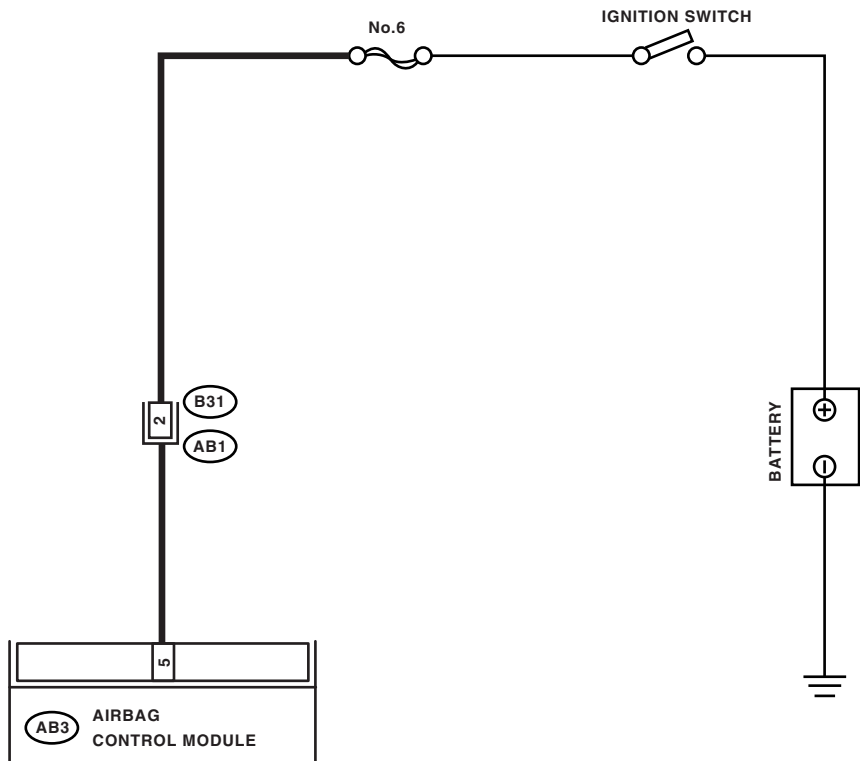 No.6
IGNITION SWITCH
B31
2
AB1
BATTERY
5
AB3
AIRBAG
CONTROL MODULE